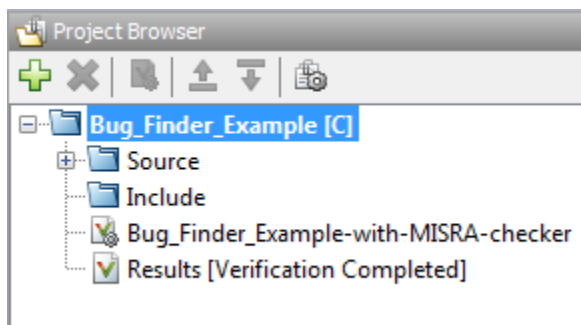 Project Browser
Bug_Finder_Example [C]
Source
Include
Bug_Finder_Example-with-MISRA-checker
Results [Verification Completed]